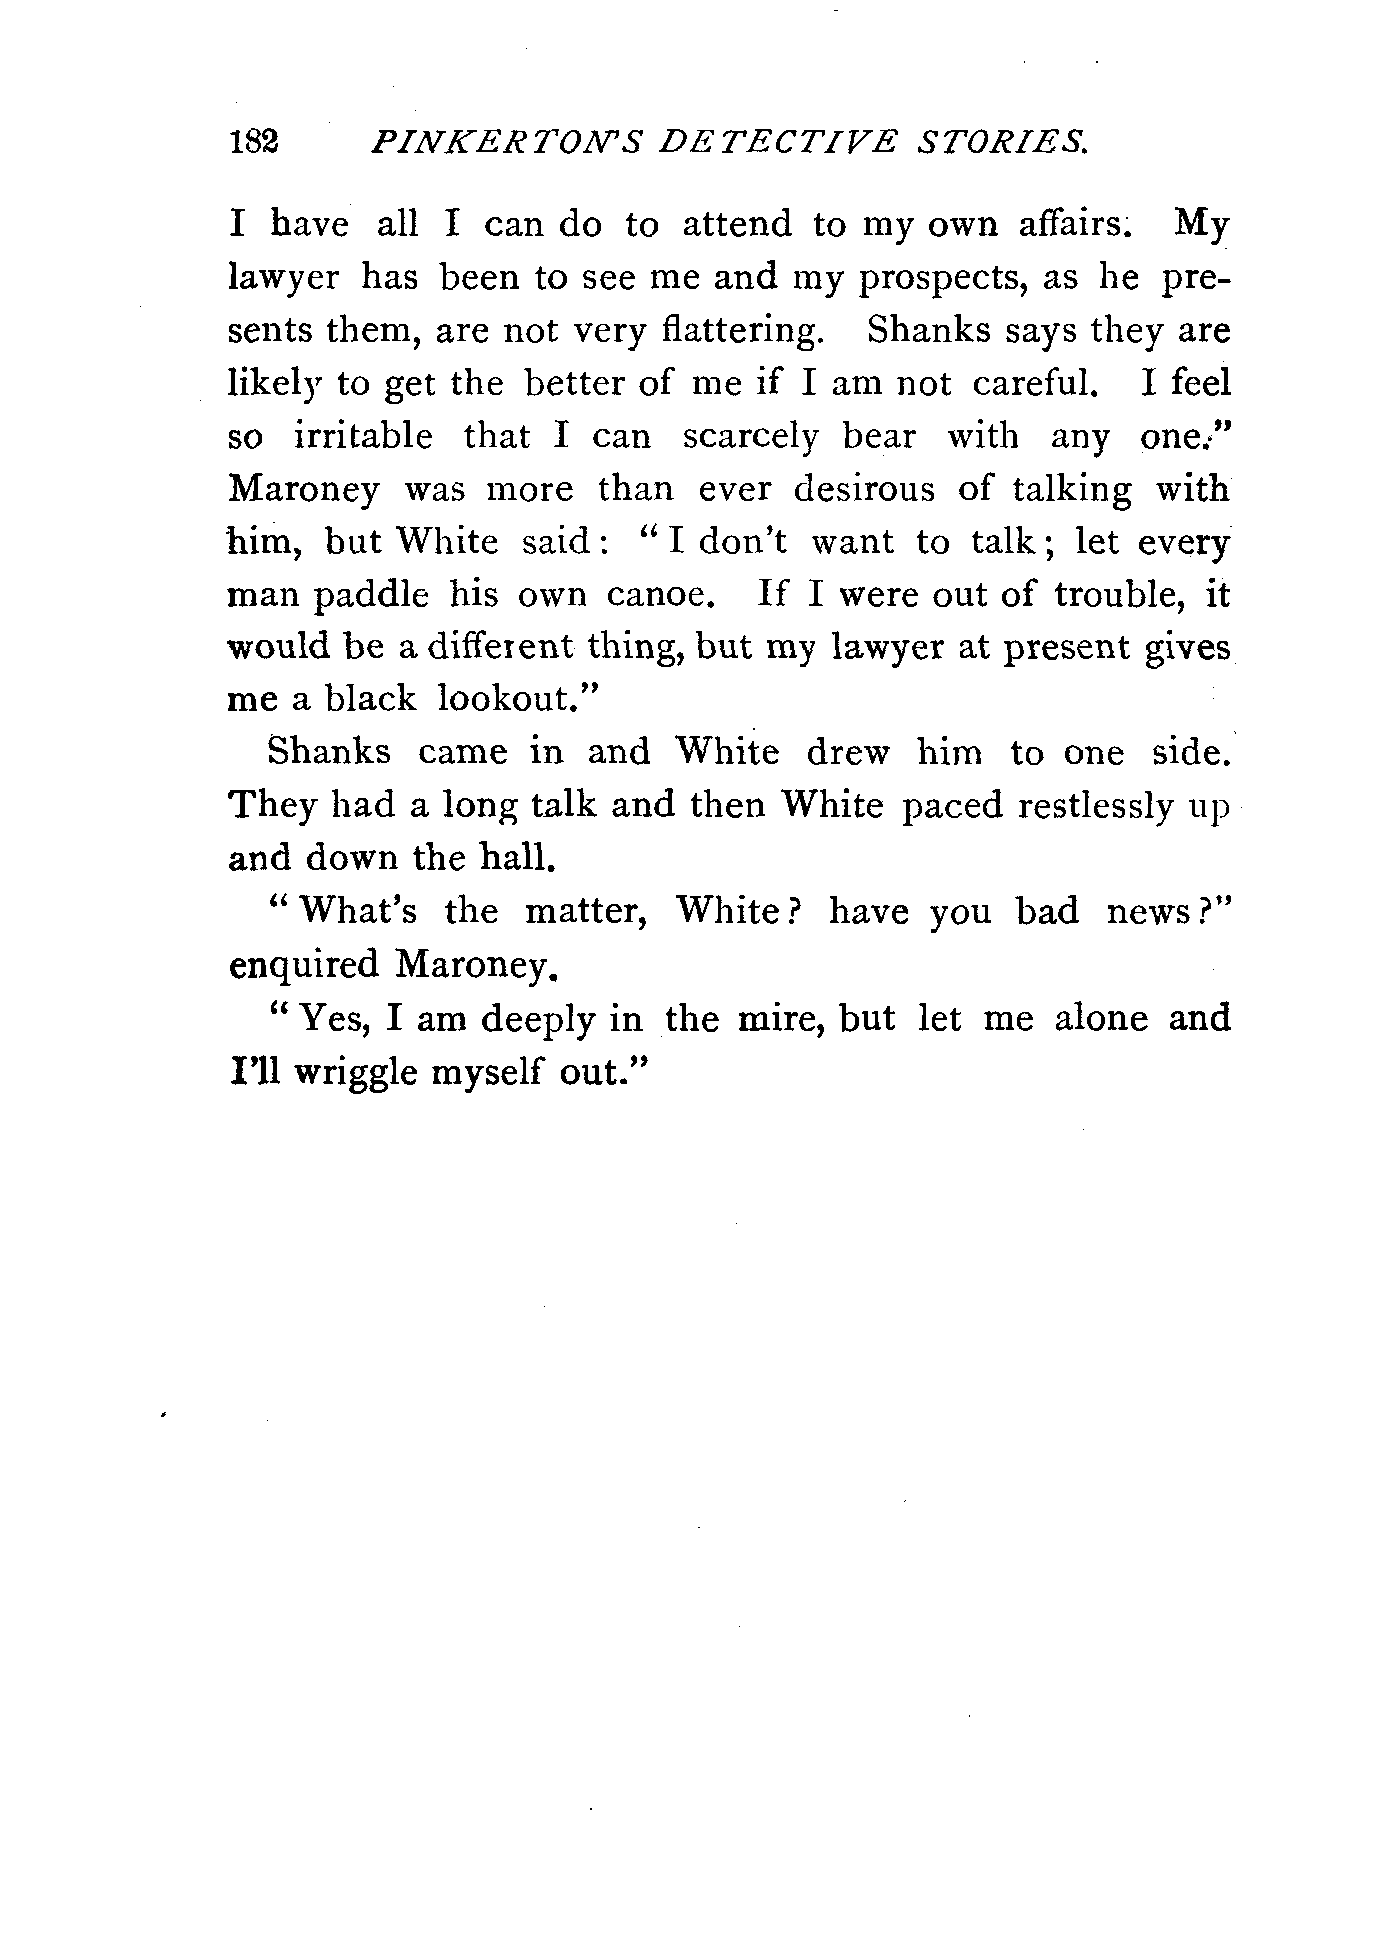 182 PINKERTON'S DETECTIVE STORIES.
I have all I can do to attend to my own affairs. My
lawyer has been to see me and my prospects, as he pre-
sents them, are not very flattering. Shanks says they are
likely to get the better of me if I am not careful. I feel
so irritable that I can scarcely bear with any one."
Maroney was more than ever desirous of talking with
him, but White said: "I don't want to talk; let every
man paddle his own canoe. If I were out of trouble, it
would be a different thing, but my lawyer at present gives
me a black lookout."
Shanks came in and White drew him to one side.
They had a long talk and then White paced restlessly up
and down the hall.
"What's the matter, White? have you bad news?"
enquired Maroney.
"Yes, I am deeply in the mire, but let me alone and
I'll wriggle myself out."